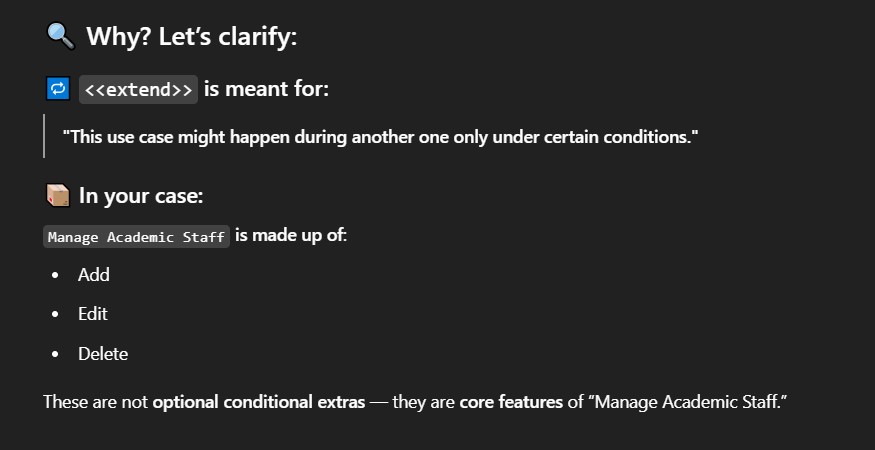 Why? Let’s clarify:
<<extend>> is meant for:
"This use case might happen during another one only under certain conditions."
In your case:
Manage Academic Staff is made up of:
• Add
• Edit
• Delete
These are not optional conditional extras — they are core features of “Manage Academic Staff.”